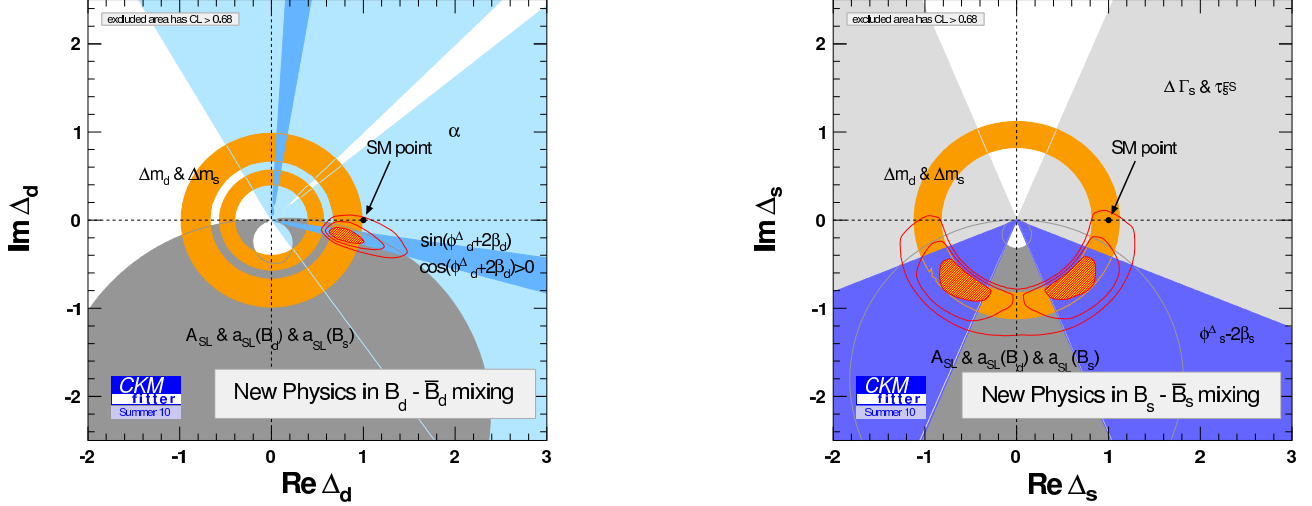 excluded area has CL > 0.68
2
1
0
-1
-2
Im Δd
α
SM point
Δmd & Δms
sin(φΔd+2βd)
cos(φΔd+2βd)>0
ASL & aSL(Bd) & aSL(Bs)
CKM
fitter
Summer 10
New Physics in Bd - B̅d mixing
-2 -1 0 1 2 3
Re Δd
excluded area has CL > 0.68
2
1
0
-1
-2
Im Δs
ΔΓs & τsFS
SM point
Δmd & Δms
φΔs-2βs
ASL & aSL(Bd) & aSL(Bs)
CKM
fitter
Summer 10
New Physics in Bs - B̅s mixing
-2 -1 0 1 2 3
Re Δs